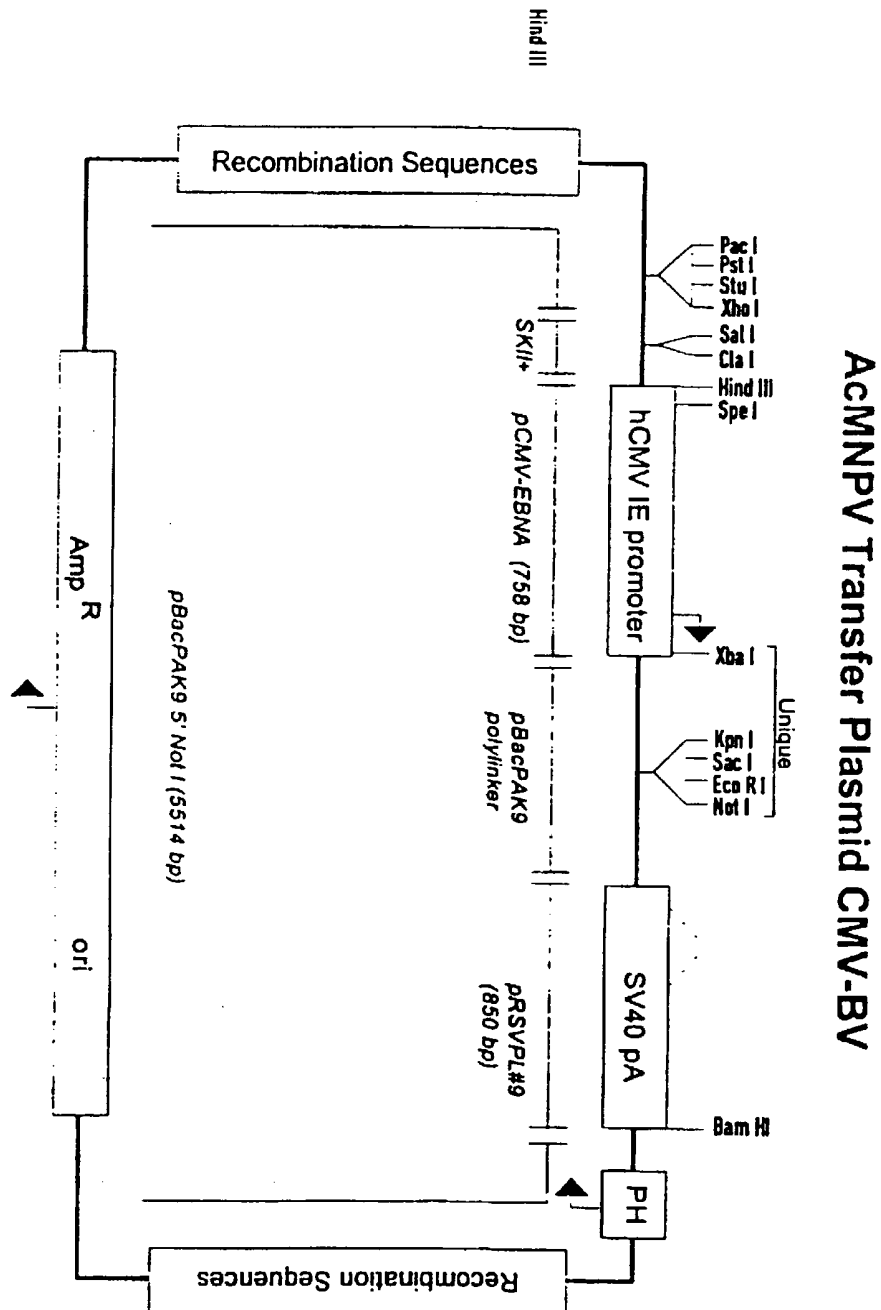 AcMNPV Transfer Plasmid CMV-BV
Unique
Pac I
Pst I
Stu I
Xho I
Sal I
Cla I
Hind III
Spe I
Xba I
Kpn I
Sac I
Eco R I
Not I
Bam HI
Recombination Sequences
hCMV IE promoter
SV40 pA
PH
Recombination Sequences
SKII+
pCMV-EBNA (758 bp)
pBacPAK9
polylinker
pRSVPL#9
(850 bp)
pBacPAK9 5' Not I (5514 bp)
Amp R
ori
Hind III